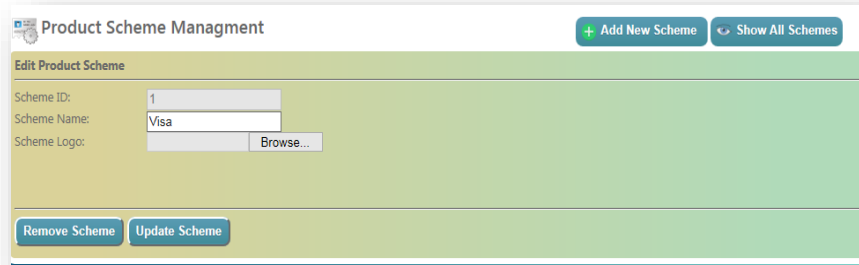 Product Scheme Managment
Add New Scheme
Show All Schemes
Edit Product Scheme
Scheme ID: 1
Scheme Name: Visa
Scheme Logo: Browse...
Remove Scheme Update Scheme